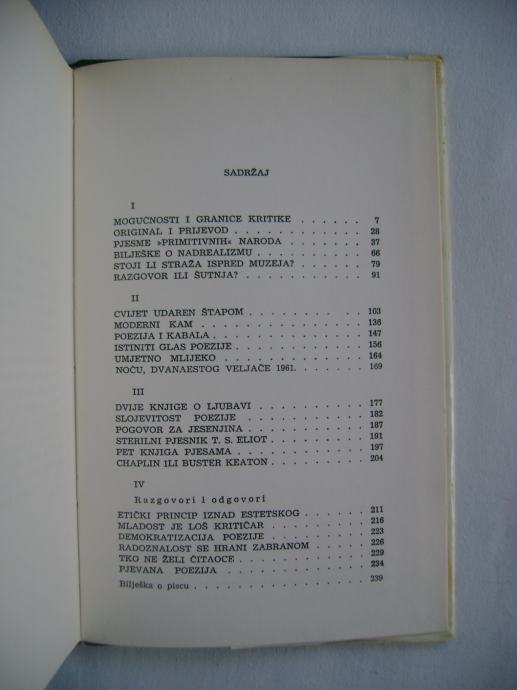 SADRŽAJ
I
MOGUĆNOSTI I GRANICE KRITIKE . . . . . . 7
ORIGINAL I PRIJEVOD . . . . . . . . . . 28
PJESME »PRIMITIVNIH« NARODA . . . . . . 37
BILJEŠKE O NADREALIZMU . . . . . . . . 66
STOJI LI STRAŽA ISPRED MUZEJA? . . . . . 79
RAZGOVOR ILI ŠUTNJA? . . . . . . . . . 91
II
CVIJET UDAREN ŠTAPOM . . . . . . . . 103
MODERNI KAM . . . . . . . . . . . . 136
POEZIJA I KABALA . . . . . . . . . . 147
ISTINITI GLAS POEZIJE . . . . . . . . . 156
UMJETNO MLIJEKO . . . . . . . . . . 164
NOĆU, DVANAESTOG VELJAČE 1961. . . . . . 169
III
DVIJE KNJIGE O LJUBAVI . . . . . . . . 177
SLOJEVITOST POEZIJE . . . . . . . . . 182
POGOVOR ZA JESENJINA . . . . . . . . 187
STERILNI PJESNIK T. S. ELIOT . . . . . . 191
PET KNJIGA PJESAMA . . . . . . . . . 197
CHAPLIN ILI BUSTER KEATON . . . . . . . 204
IV
Razgovori i odgovori
ETIČKI PRINCIP IZNAD ESTETSKOG . . . . . 211
MLADOST JE LOŠ KRITIČAR . . . . . . . 216
DEMOKRATIZACIJA POEZIJE . . . . . . . 223
RADOZNALOST SE HRANI ZABRANOM . . . . 226
TKO NE ŽELI ČITAOCE . . . . . . . . . 229
PJEVANA POEZIJA . . . . . . . . . . 234
Bilješka o piscu . . . . . . . . . . . . 239